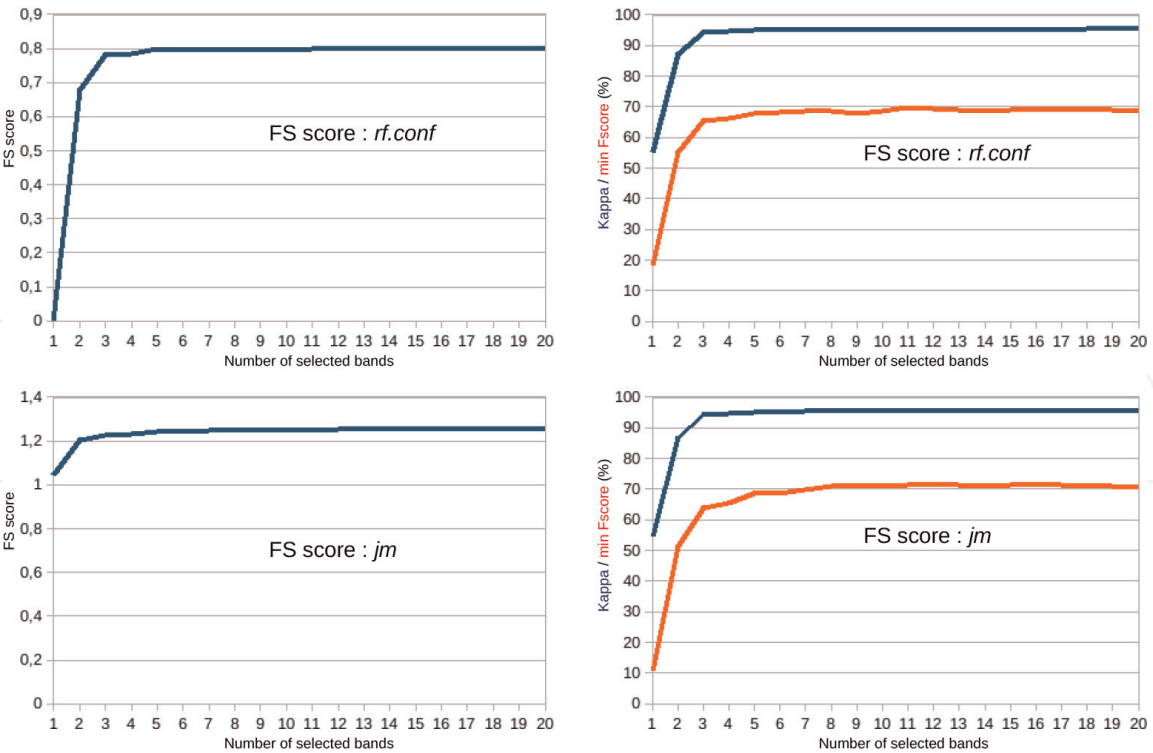 0,9
0,8
0,7
0,6
0,5
0,4
0,3
0,2
0,1
0
FS score
FS score : rf.conf
1 2 3 4 5 6 7 8 9 10 11 12 13 14 15 16 17 18 19 20
Number of selected bands
100
90
80
70
60
50
40
30
20
10
0
Kappa / min Fscore (%)
FS score : rf.conf
1 2 3 4 5 6 7 8 9 10 11 12 13 14 15 16 17 18 19 20
Number of selected bands
1,4
1,2
1
0,8
0,6
0,4
0,2
0
FS score
FS score : jm
1 2 3 4 5 6 7 8 9 10 11 12 13 14 15 16 17 18 19 20
Number of selected bands
100
90
80
70
60
50
40
30
20
10
0
Kappa / min Fscore (%)
FS score : jm
1 2 3 4 5 6 7 8 9 10 11 12 13 14 15 16 17 18 19 20
Number of selected bands